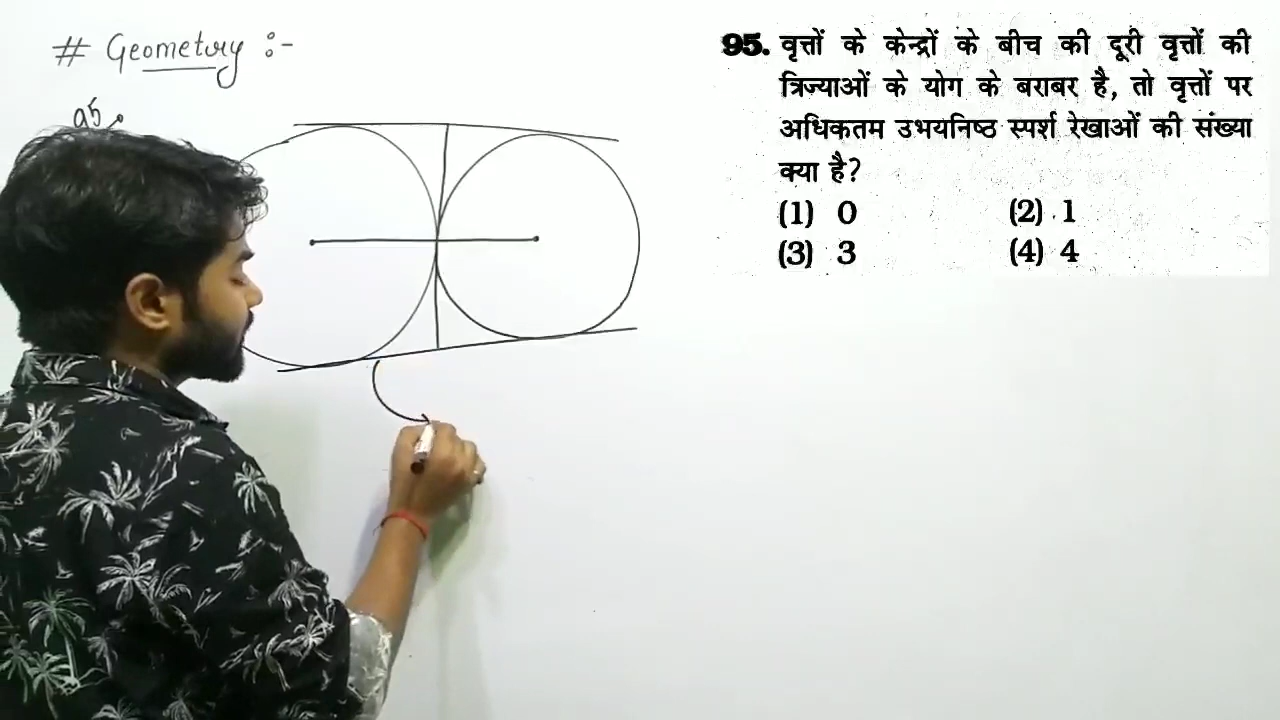 # Geometry :-
95
95. वृत्तों के केन्द्रों के बीच की दूरी वृत्तों की
त्रिज्याओं के योग के बराबर है, तो वृत्तों पर
अधिकतम उभयनिष्ठ स्पर्श रेखाओं की संख्या
क्या है?
(1) 0 (2) 1
(3) 3 (4) 4